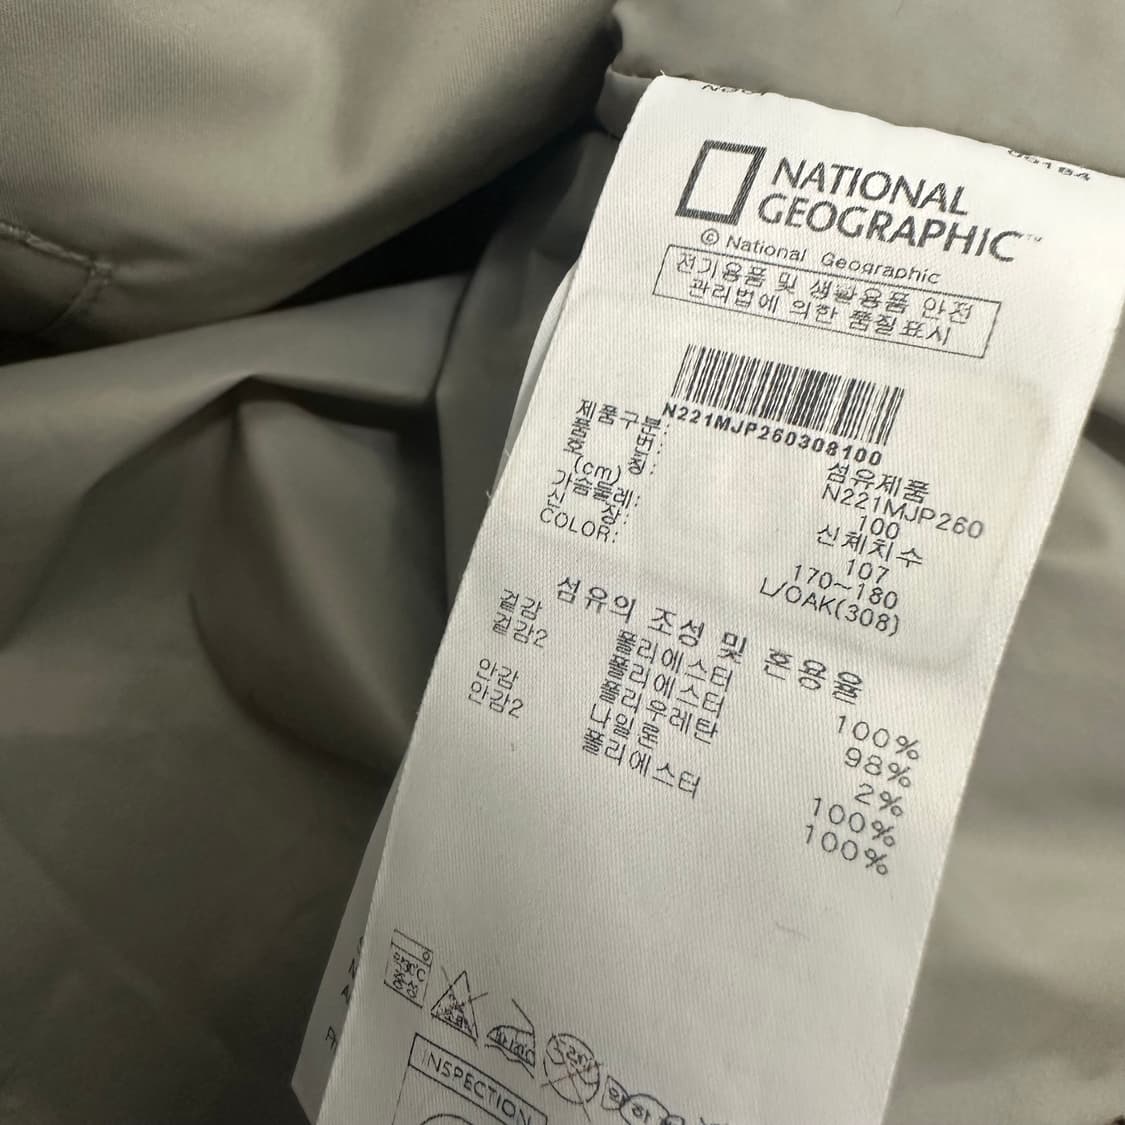 NATIONAL
GEOGRAPHIC™
© National Geographic
전기용품 및 생활용품 안전
관리법에 의한 품질표시
N221MJP260308100
제품구분: 섬유제품
품 번: N221MJP260
호 칭: 100
(cm) 신체치수
가슴둘레: 107
신 장: 170~180
COLOR: L/OAK(308)
섬유의 조성 및 혼용율
겉감 폴리에스터 100%
겉감2 폴리에스터 98%
폴리우레탄 2%
안감 나일론 100%
안감2 폴리에스터 100%
중성
INSPECTION